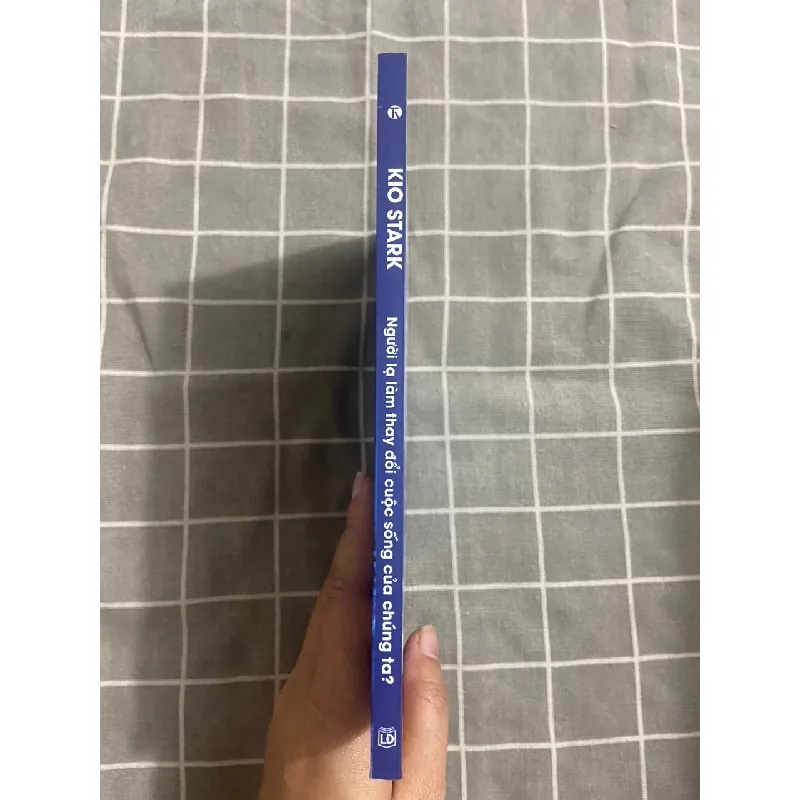 KIO STARK
Người lạ làm thay đổi cuộc sống của chúng ta?